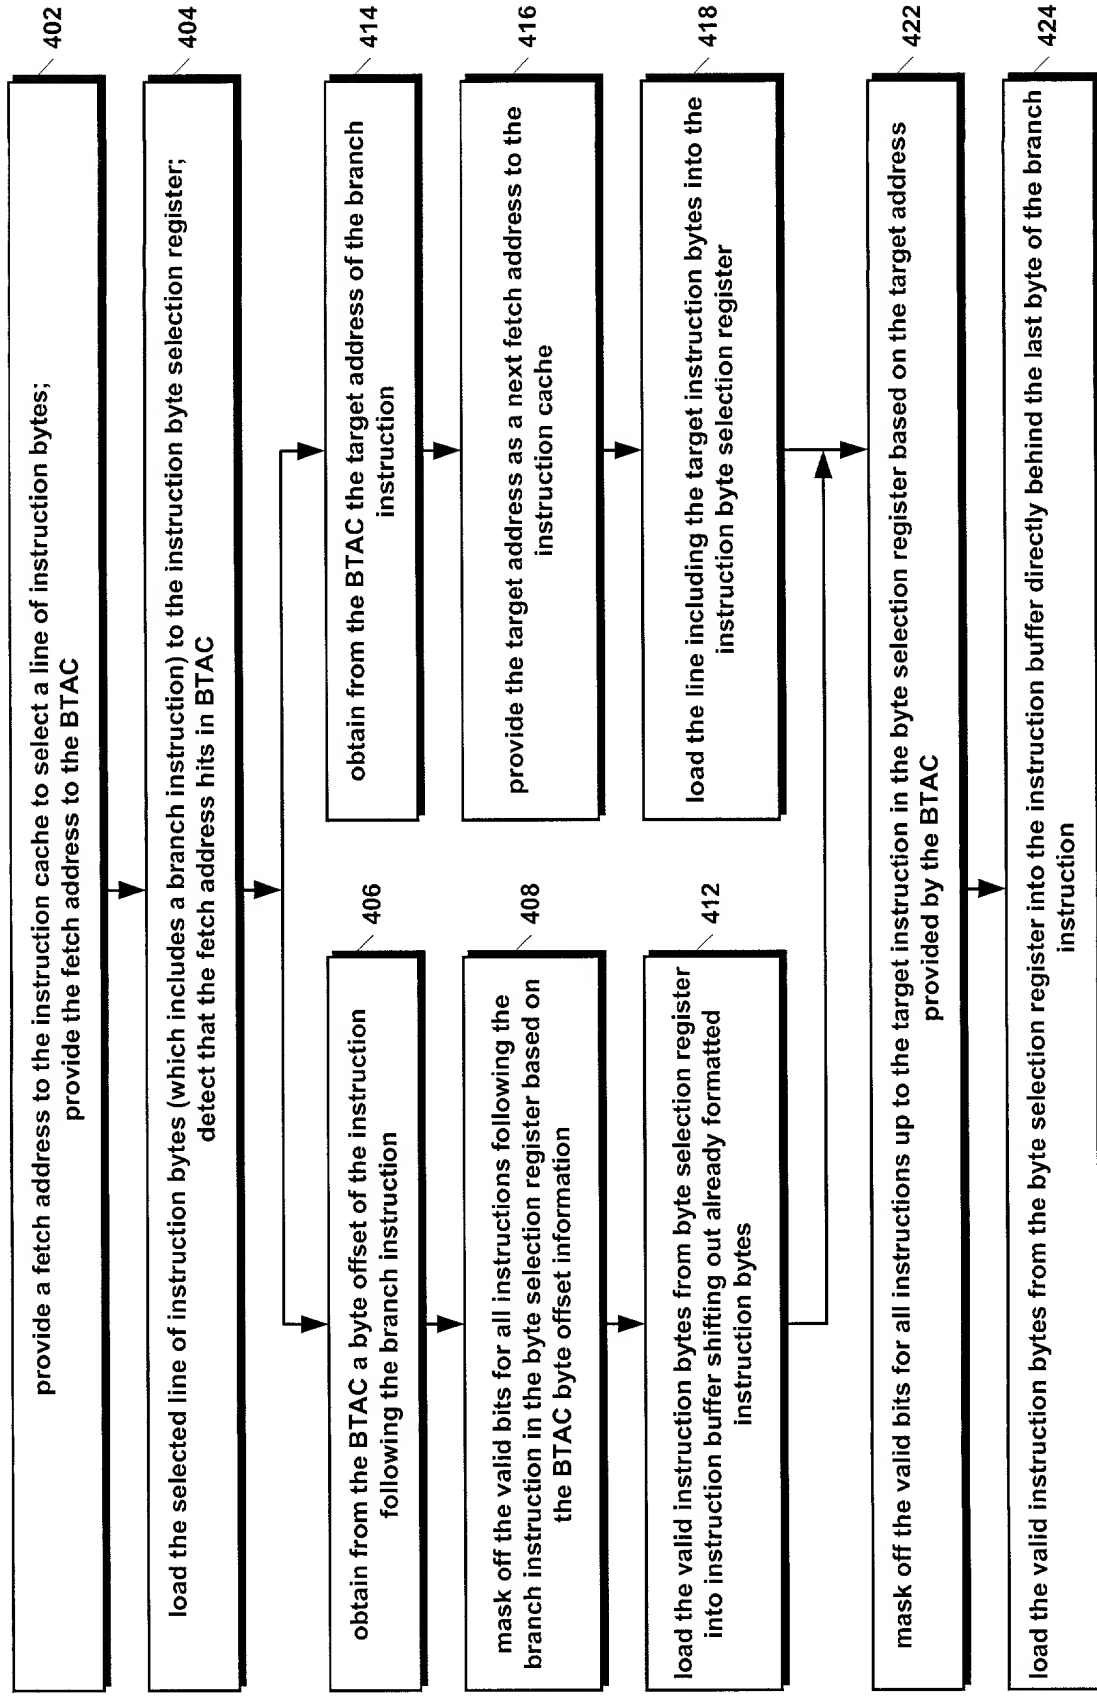 provide a fetch address to the instruction cache to select a line of instruction bytes;
provide the fetch address to the BTAC
402
load the selected line of instruction bytes (which includes a branch instruction) to the instruction byte selection register;
detect that the fetch address hits in BTAC
404
obtain from the BTAC a byte offset of the instruction
following the branch instruction
406
mask off the valid bits for all instructions following the
branch instruction in the byte selection register based on
the BTAC byte offset information
408
load the valid instruction bytes from byte selection register
into instruction buffer shifting out already formatted
instruction bytes
412
obtain from the BTAC the target address of the branch
instruction
414
provide the target address as a next fetch address to the
instruction cache
416
load the line including the target instruction bytes into the
instruction byte selection register
418
mask off the valid bits for all instructions up to the target instruction in the byte selection register based on the target address
provided by the BTAC
422
load the valid instruction bytes from the byte selection register into the instruction buffer directly behind the last byte of the branch
instruction
424